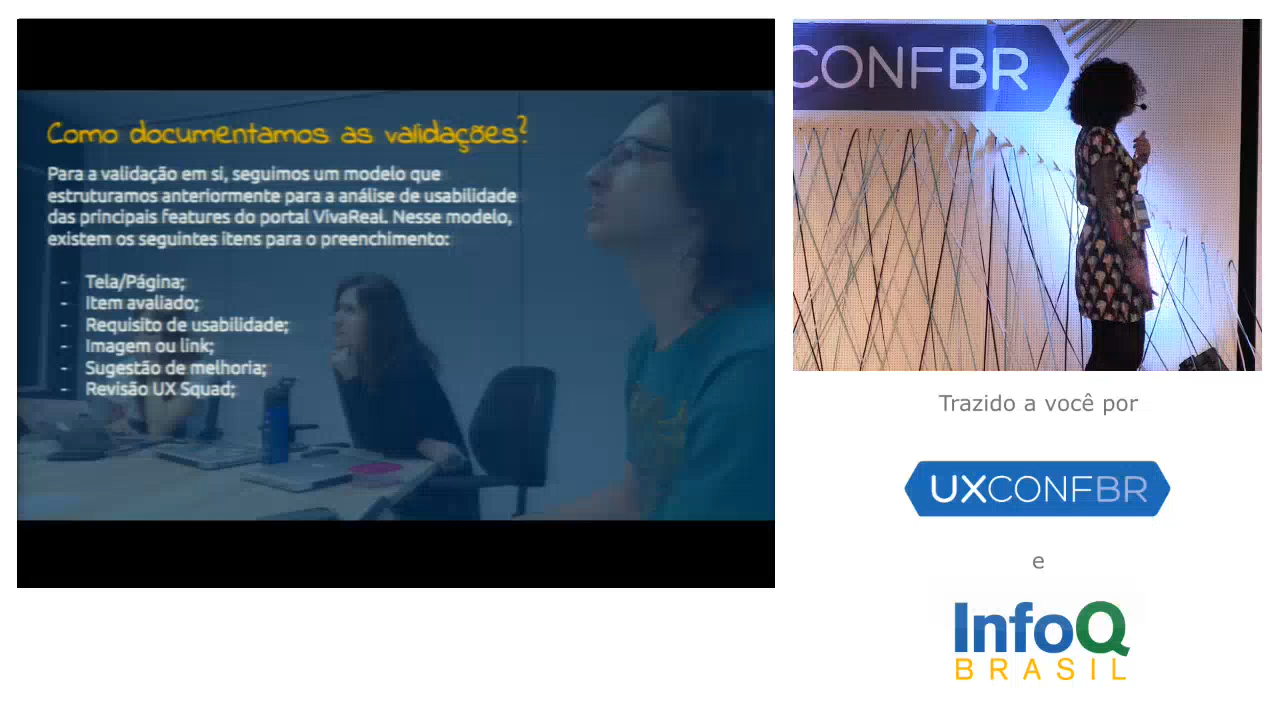 Como documentamos as validações?
Para a validação em si, seguimos um modelo que
estruturamos anteriormente para a análise de usabilidade
das principais features do portal VivaReal. Nesse modelo,
existem os seguintes itens para o preenchimento:
- Tela/Página;
- Item avaliado;
- Requisito de usabilidade;
- Imagem ou link;
- Sugestão de melhoria;
- Revisão UX Squad;
CONFBR
Trazido a você por
UXCONFBR
e
InfoQ
BRASIL